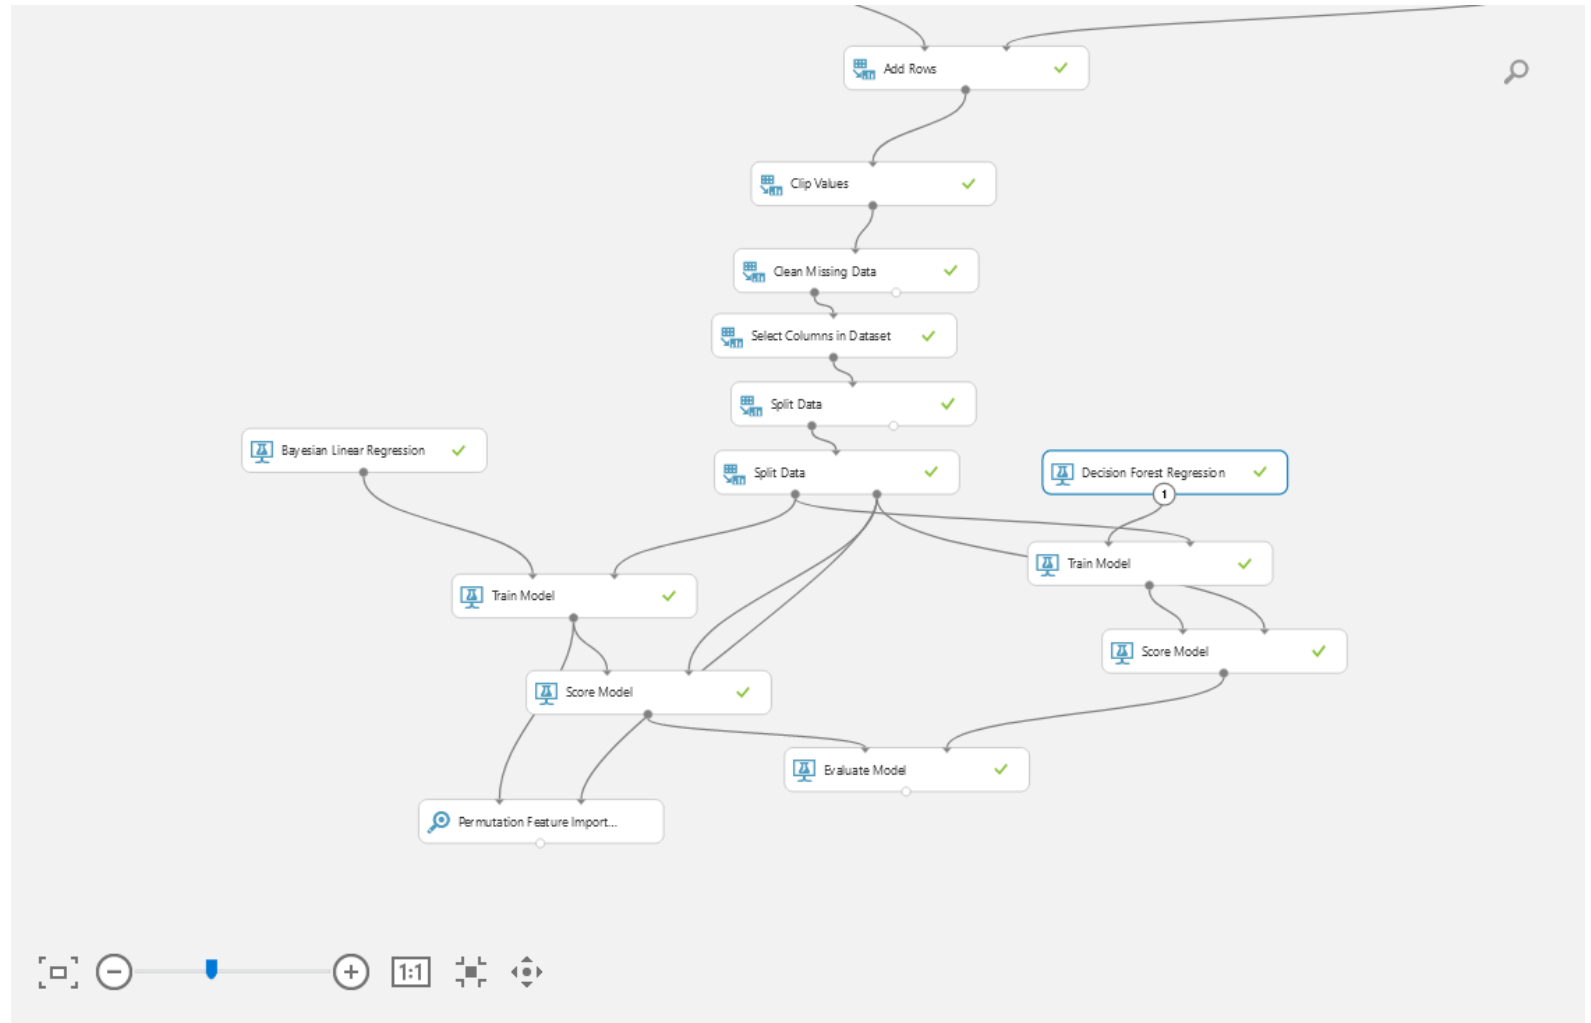 Add Rows
Clip Values
Clean Missing Data
Select Columns in Dataset
Split Data
Bayesian Linear Regression
Split Data
Decision Forest Regression
1
Train Model
Train Model
Score Model
Score Model
Evaluate Model
Permutation Feature Import...
1:1